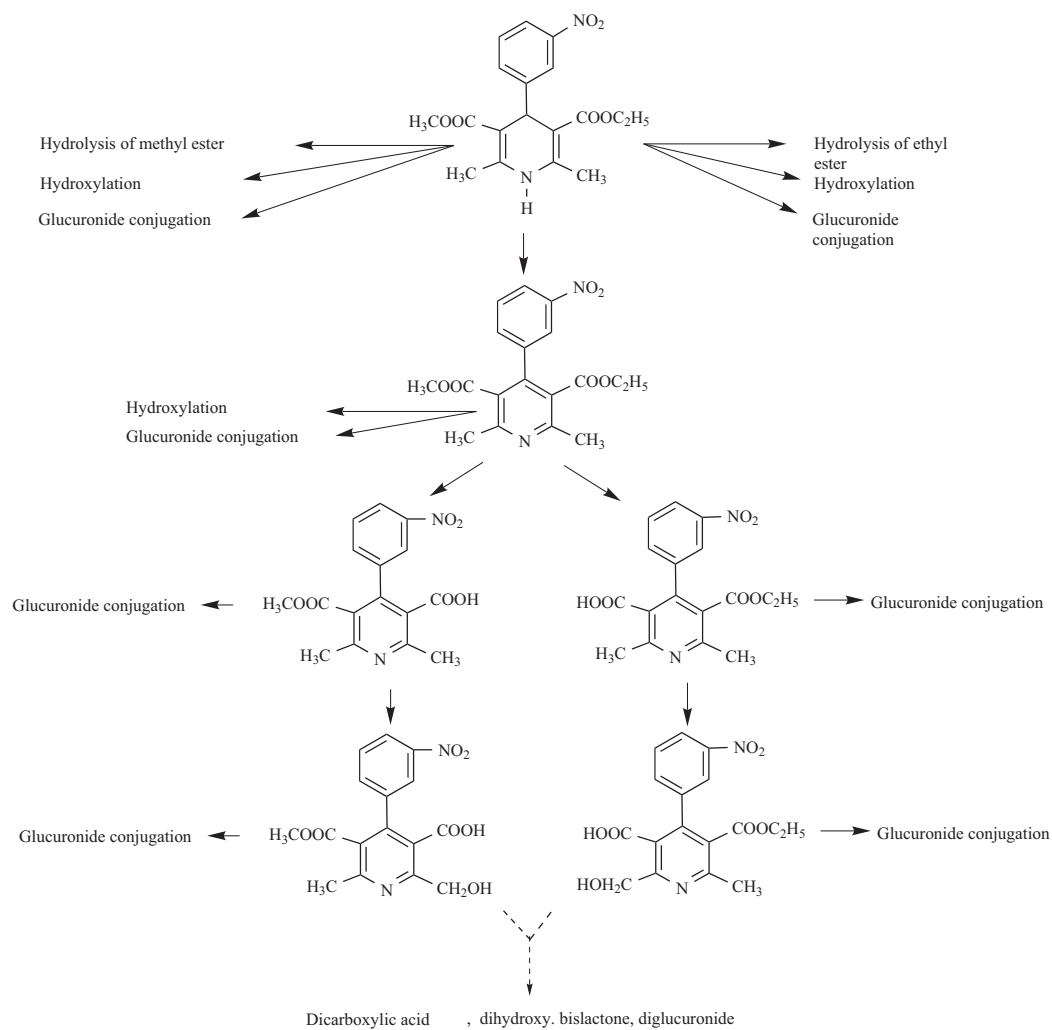 NO₂
H₃COOC
COOC₂H₅
Hydrolysis of methyl ester
Hydrolysis of ethyl
ester
H₃C
N
CH₃
Hydroxylation
Hydroxylation
H
Glucuronide conjugation
Glucuronide
conjugation
NO₂
H₃COOC
COOC₂H₅
Hydroxylation
Glucuronide conjugation
H₃C
N
CH₃
NO₂
NO₂
Glucuronide conjugation
H₃COOC
COOH
HOOC
COOC₂H₅
Glucuronide conjugation
H₃C
N
CH₃
H₃C
N
CH₃
NO₂
NO₂
Glucuronide conjugation
H₃COOC
COOH
HOOC
COOC₂H₅
Glucuronide conjugation
H₃C
N
CH₂OH
HOH₂C
N
CH₃
Dicarboxylic acid , dihydroxy. bislactone, diglucuronide